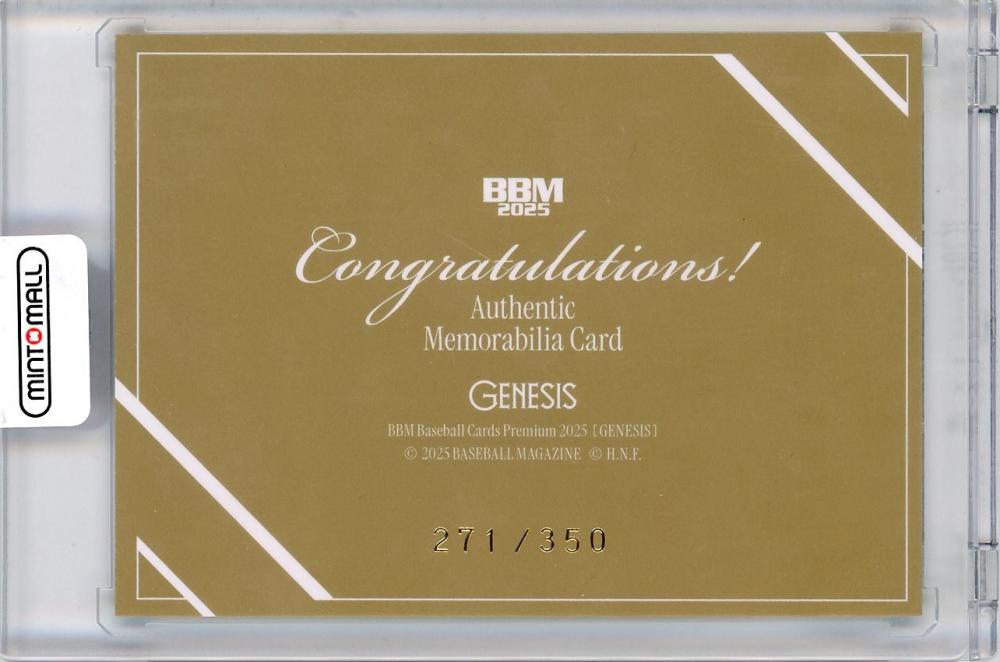 BBM
2025
Congratulations!
Authentic
Memorabilia Card
GENESIS
BBM Baseball Cards Premium 2025 [GENESIS]
© 2025 BASEBALL MAGAZINE © H.N.F.
271/350
MINTOMALL